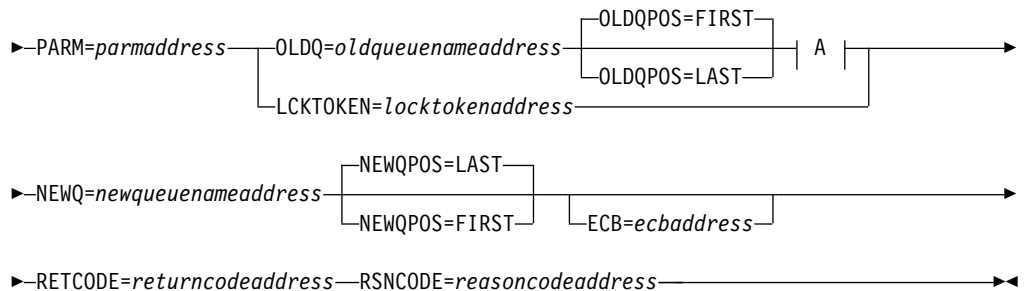 OLDQPOS=FIRST
PARM=parmaddress OLDQ=oldqueuenameaddress A
OLDQPOS=LAST
LCKTOKEN=locktokenaddress
NEWQPOS=LAST
NEWQ=newqueuenameaddress
NEWQPOS=FIRST ECB=ecbaddress
RETCODE=returncodeaddress RSNCODE=reasoncodeaddress